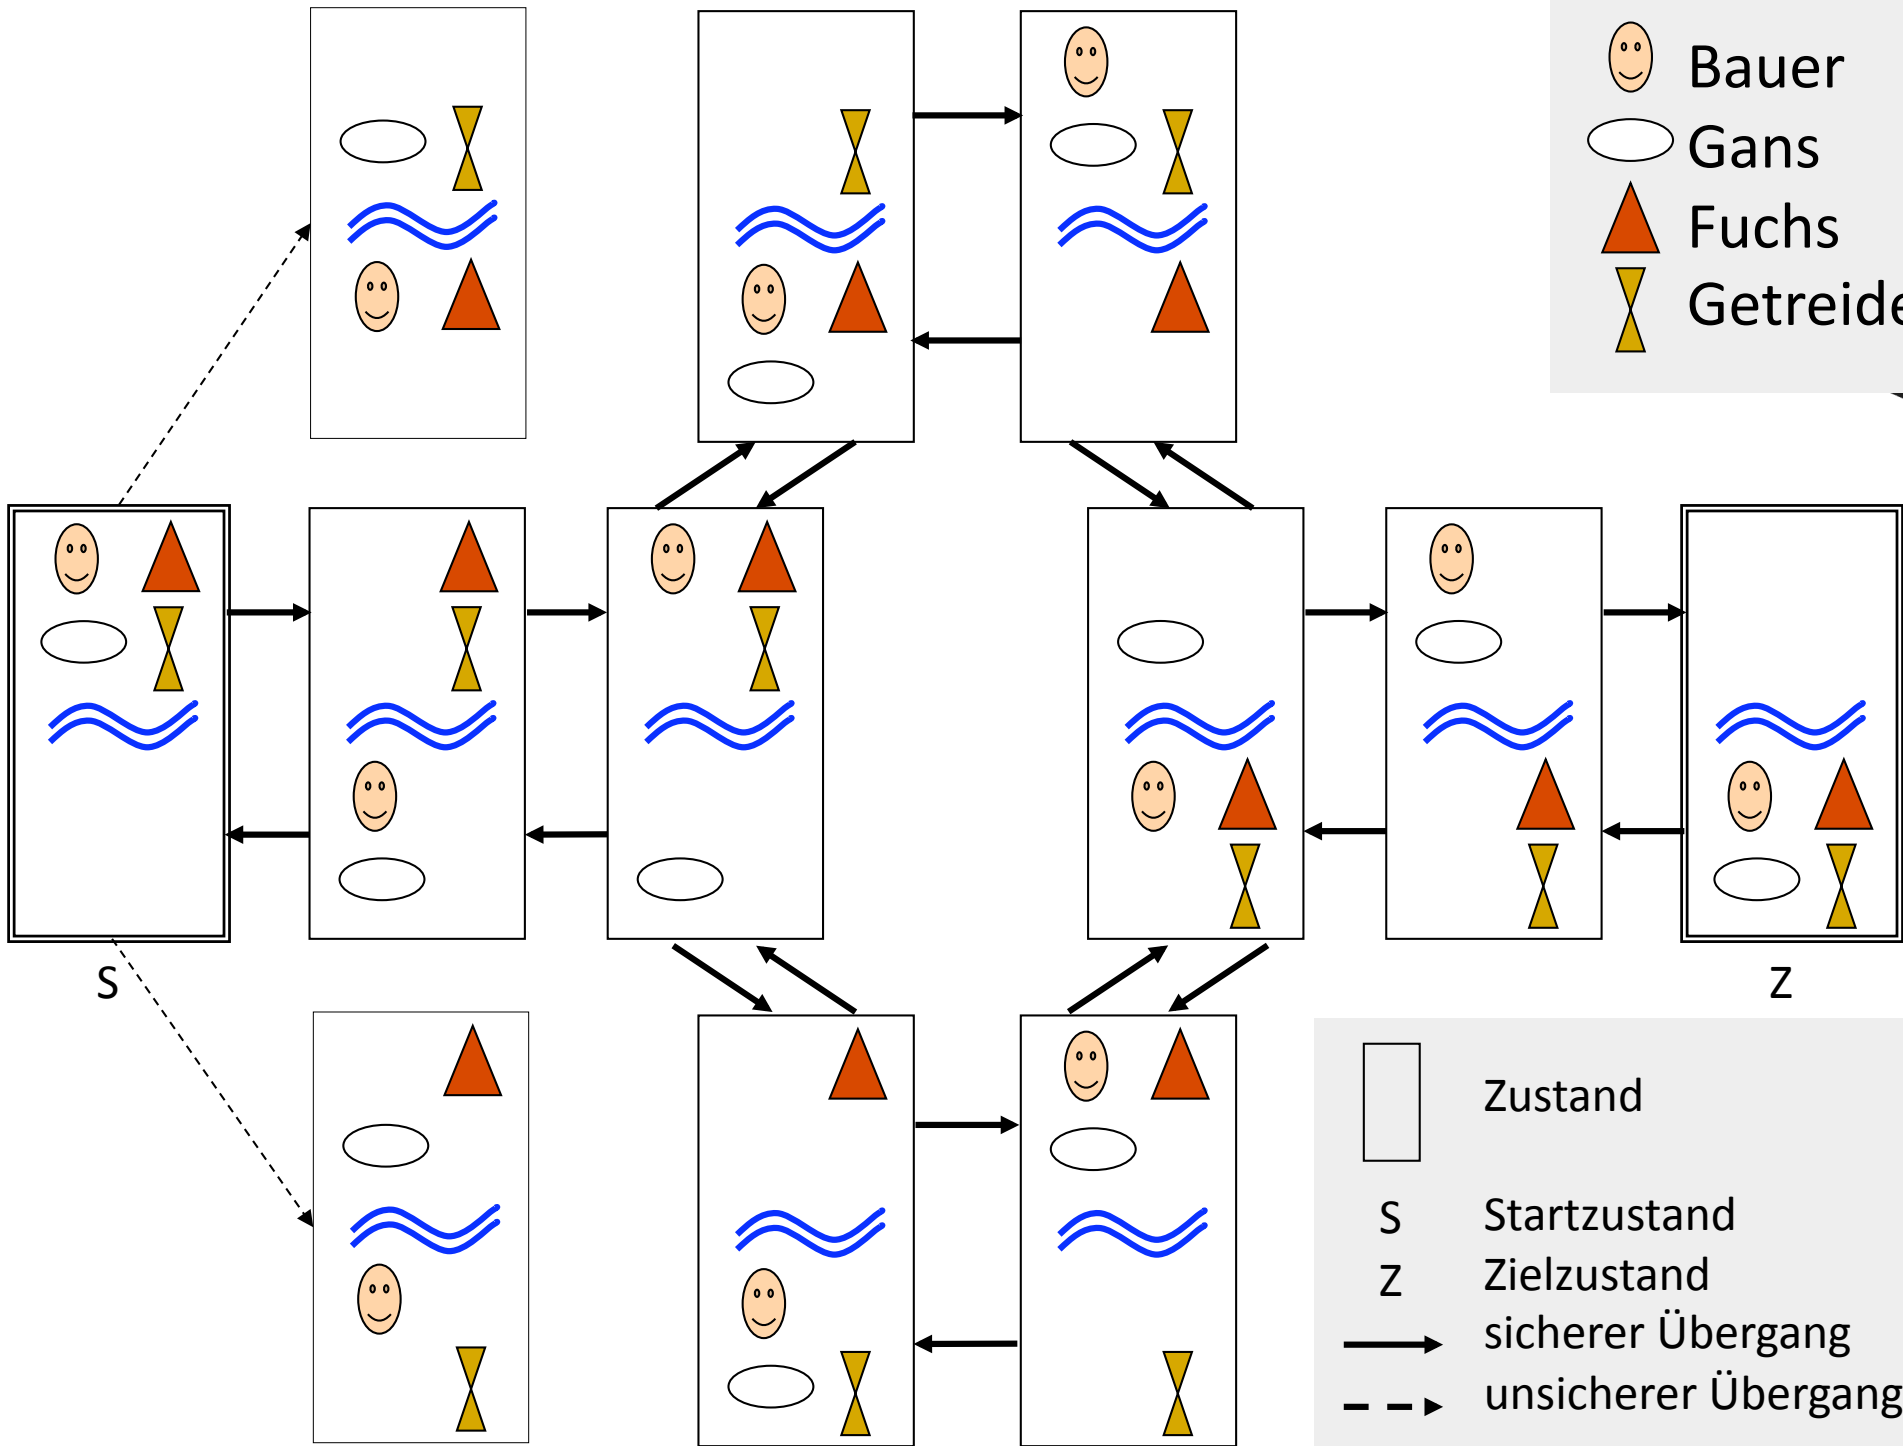 Bauer
Gans
Fuchs
Getreide
S
Z
Zustand
S Startzustand
Z Zielzustand
sicherer Übergang
unsicherer Übergang